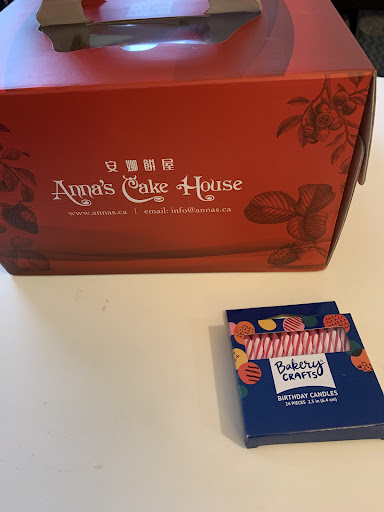 安娜餅屋
Anna's Cake House
www.annas.ca | email: info@annas.ca
Bakery
CRAFTS
BIRTHDAY CANDLES
24 PIECES 2.5 in (6.4 cm)